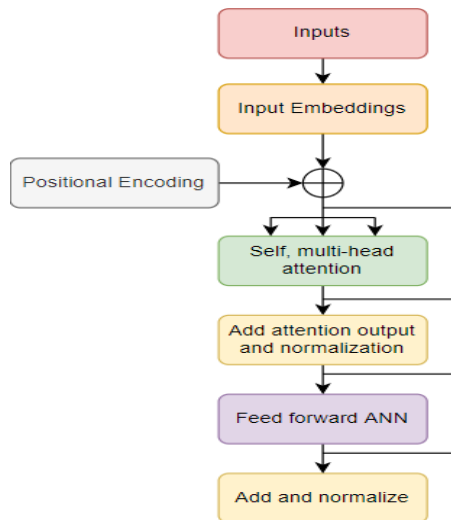 Inputs
Input Embeddings
Positional Encoding
Self, multi-head
attention
Add attention output
and normalization
Feed forward ANN
Add and normalize